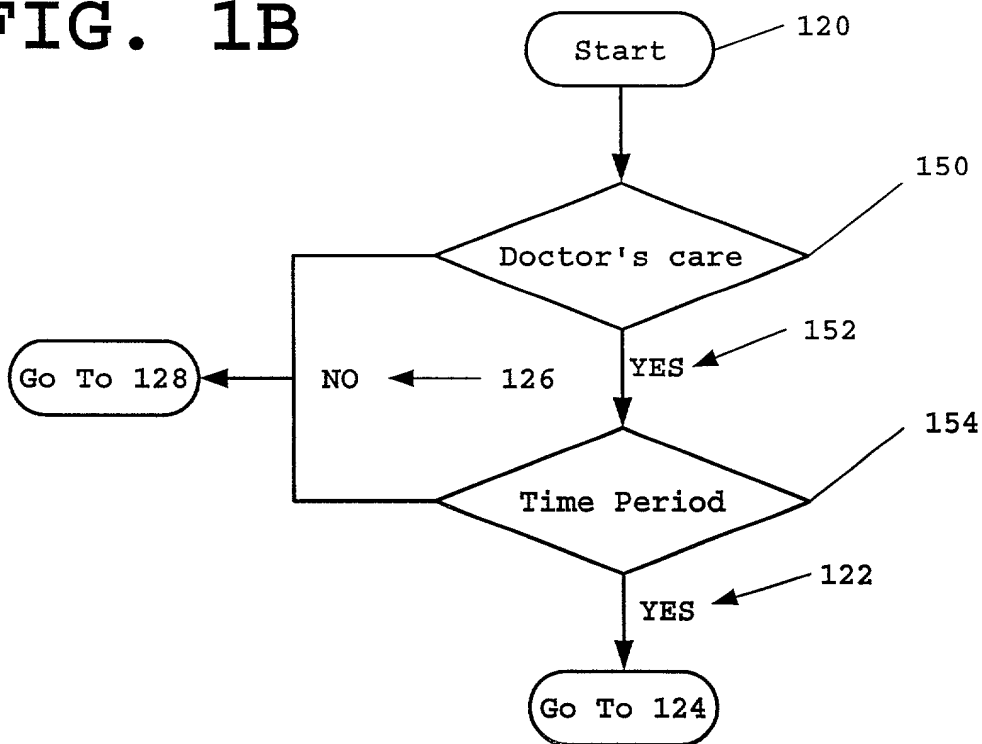 FIG. 1B
Start
120
150
Doctor's care
152
YES
Go To 128
NO
126
154
Time Period
122
YES
Go To 124